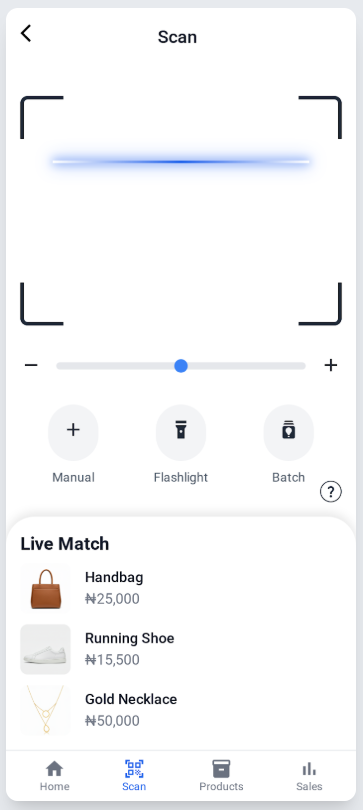 Scan
Manual
Flashlight
Batch
?
Live Match
Handbag
₦25,000
Running Shoe
₦15,500
Gold Necklace
₦50,000
Home
Scan
Products
Sales